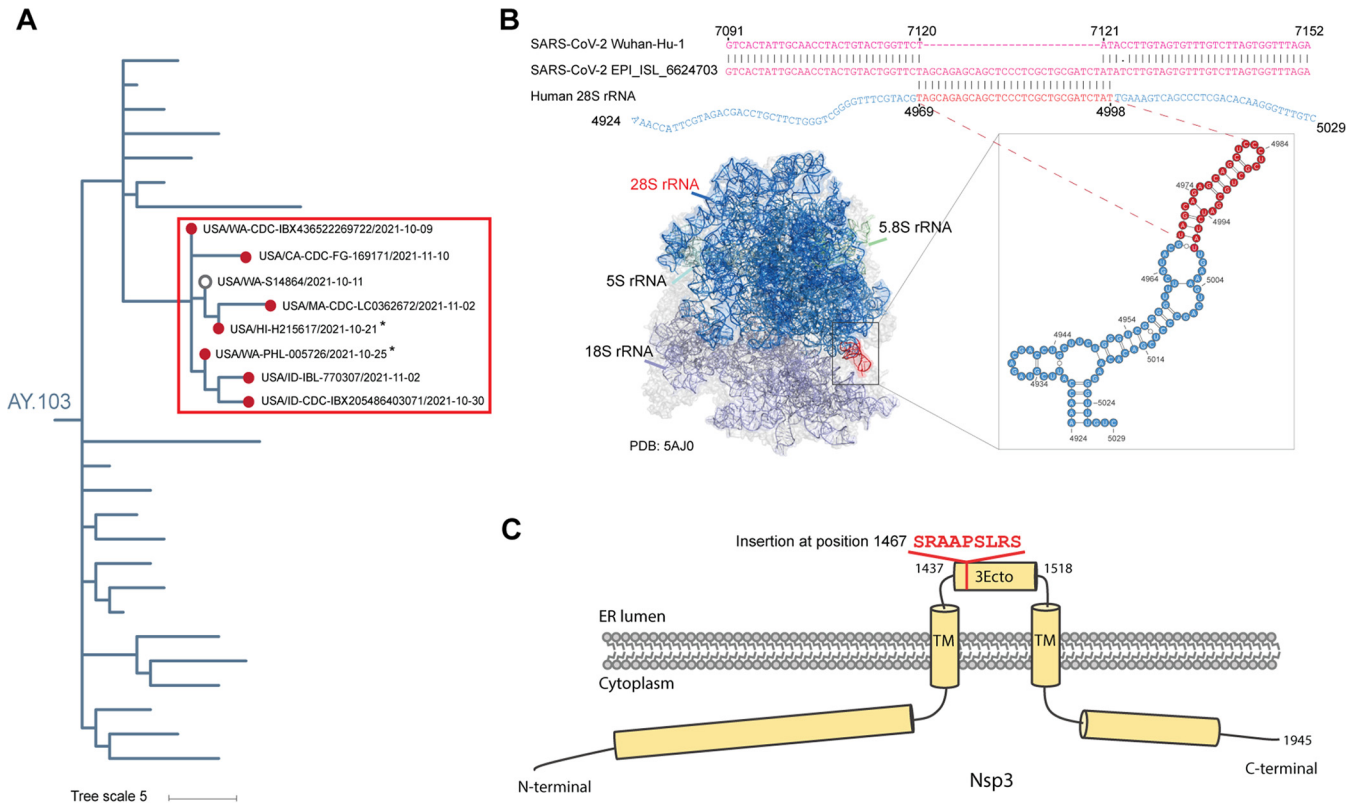 A
USA/WA-CDC-IBX436522269722/2021-10-09
USA/CA-CDC-FG-169171/2021-11-10
USA/WA-S14864/2021-10-11
USA/MA-CDC-LC0362672/2021-11-02
USA/HI-H215617/2021-10-21 *
USA/WA-PHL-005726/2021-10-25 *
USA/ID-IBL-770307/2021-11-02
USA/ID-CDC-IBX205486403071/2021-10-30
AY.103
Tree scale 5
B
7091 7120 7121 7152
SARS-CoV-2 Wuhan-Hu-1 GTCACTATTGCAACCTACTGTACTGGTTCT------------------------------ATACCTTGTAGTGTTTGTCTTAGTGGTTTAGA
SARS-CoV-2 EPI_ISL_6624703 GTCACTATTGCAACCTACTGTACTGGTTCTAGCAGAGCAGCTCCCTCGCTGCGATCTATATCTTGTAGTGTTTGTCTTAGTGGTTTAGA
Human 28S rRNA
4924 AAACCATTCGTAGACGACCTGCTTCTGGGTCGGGGTTTCGTACGTAGCAGAGCAGCTCCCTCGCTGCGATCTATTGAAAGTCAGCCCTCGACACAAGGGTTTGTC 5029
4969 4998
28S rRNA
5.8S rRNA
5S rRNA
18S rRNA
PDB: 5AJ0
4984
4974
4994
4964
5004
4954
4944
5014
4934
5024
4924
5029
C
Insertion at position 1467 SRAAPSLRS
1437 3Ecto 1518
ER lumen
TM TM
Cytoplasm
1945
N-terminal
C-terminal
Nsp3